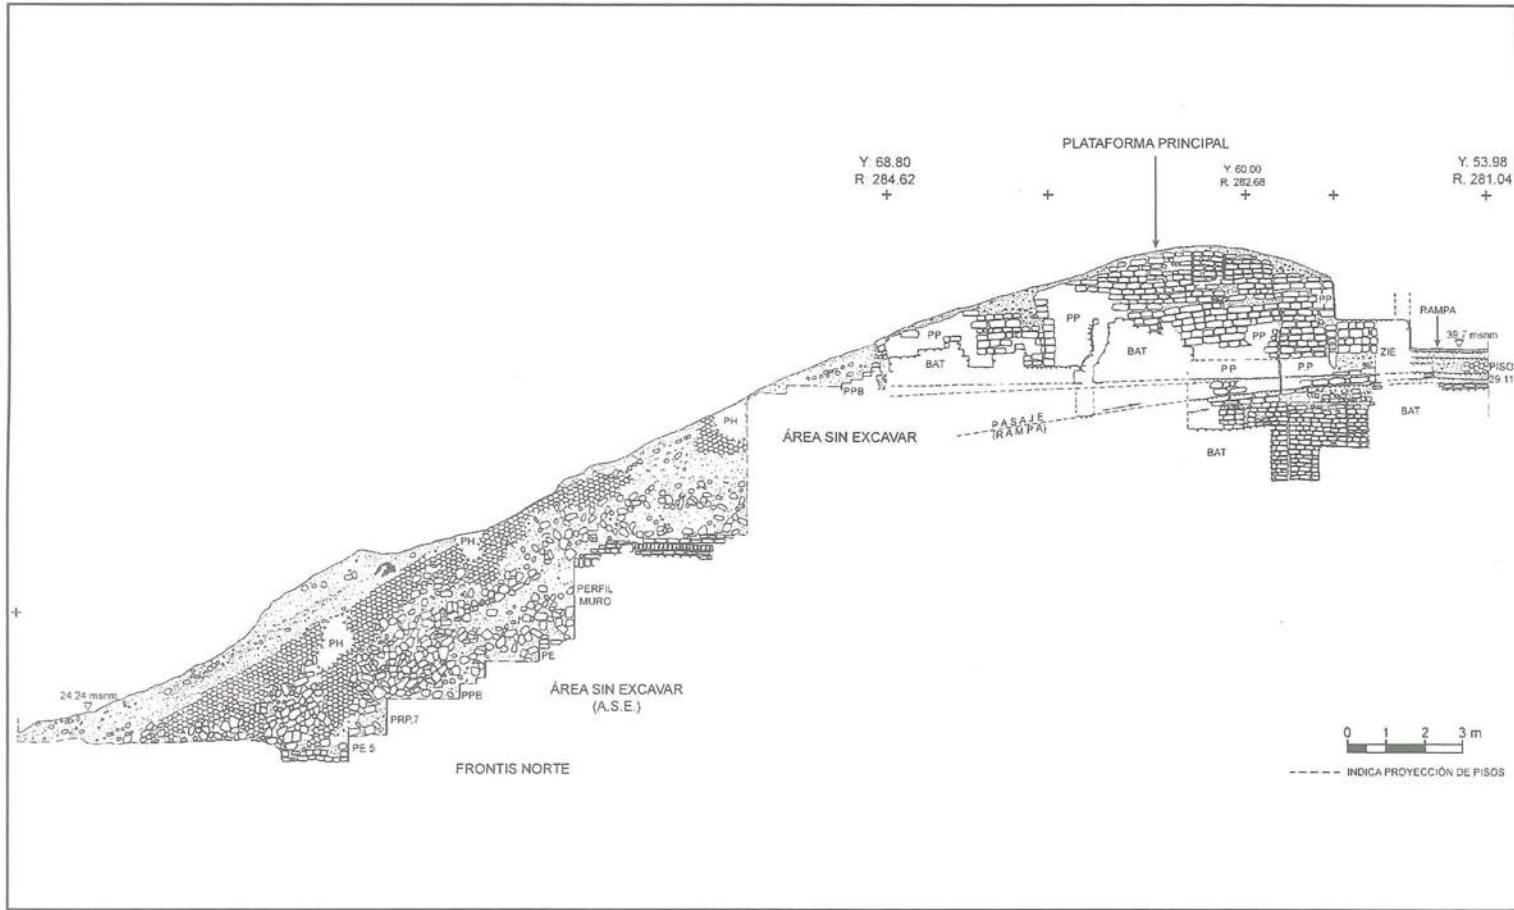 PLATAFORMA PRINCIPAL
Y: 68.80
R: 284.62
Y: 60.00
R. 282.68
Y. 53.98
R. 281.04
PP
RAMPA
39.7 msnm
PP
PP
PP
BAT
BAT
ZIE
PP
PP
PISO
39.11
PPB
BAT
PH
ÁREA SIN EXCAVAR
PASAJE
(RAMPA)
BAT
PH
PERFIL
MURO
PH
PE
24.24 msnm
PPB
ÁREA SIN EXCAVAR
(A.S.E.)
PRP.7
PE.5
FRONTIS NORTE
0 1 2 3 m
INDICA PROYECCIÓN DE PISOS